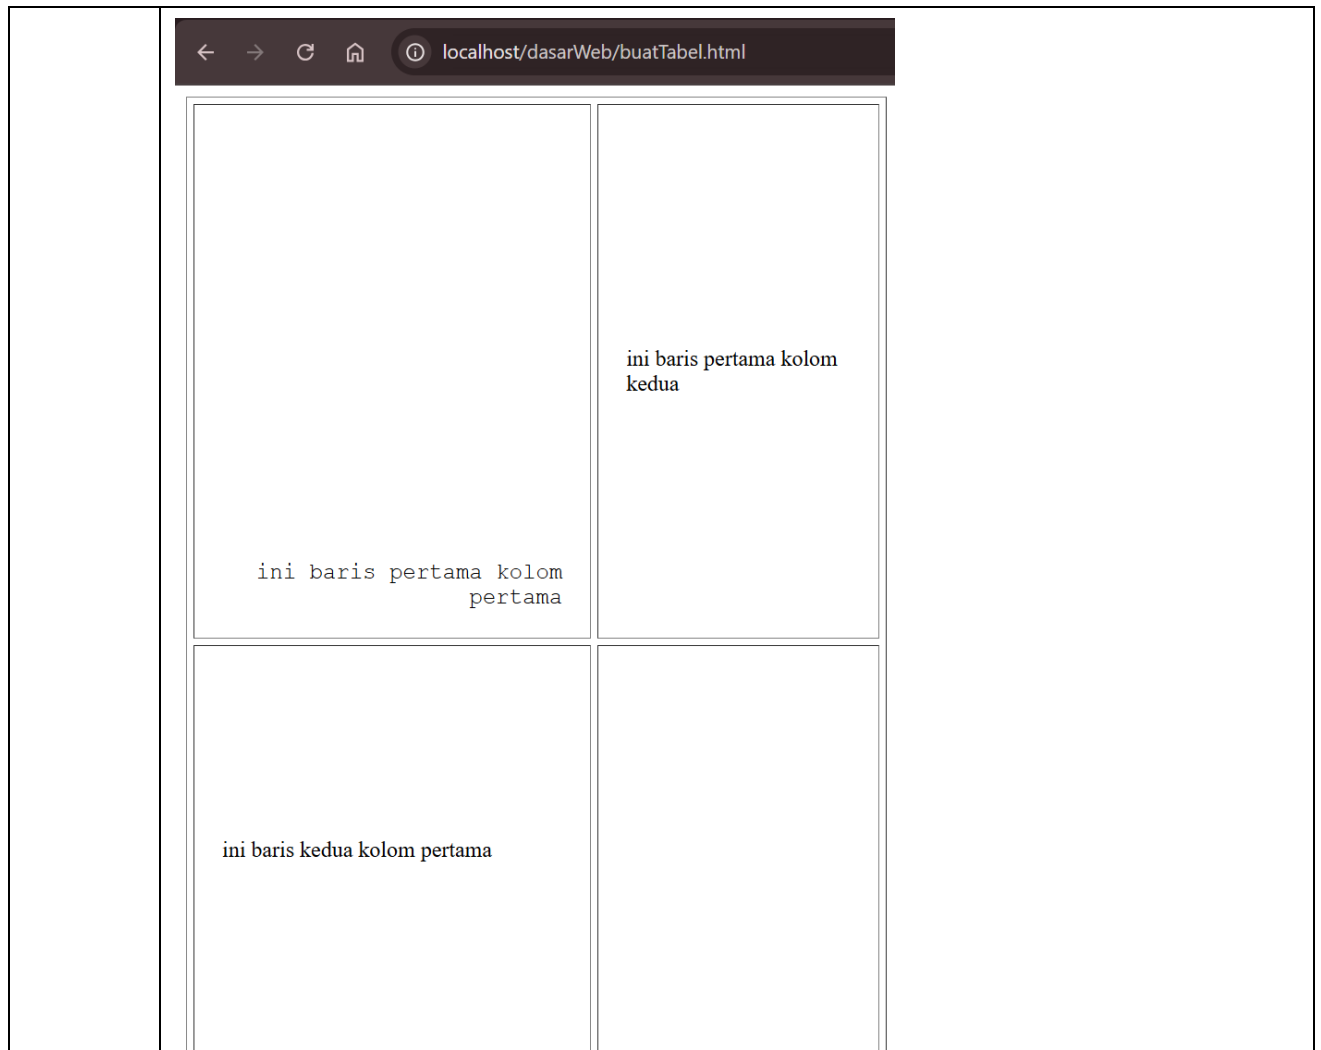 localhost/dasarWeb/buatTabel.html
ini baris pertama kolom
kedua
ini baris pertama kolom
pertama
ini baris kedua kolom pertama